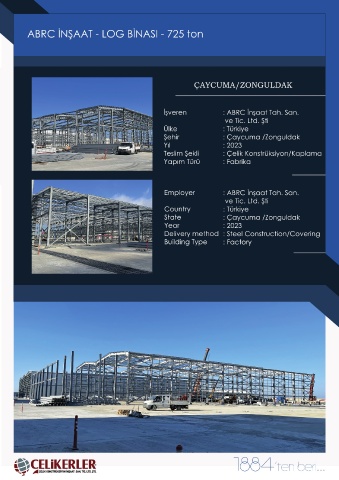 ABRC İNŞAAT - LOG BİNASI - 725 ton
ÇAYCUMA/ZONGULDAK
İşveren : ABRC İnşaat Tah. San.
ve Tic. Ltd. Şti
Ülke : Türkiye
Şehir : Çaycuma /Zonguldak
Yıl : 2023
Teslim Şekli : Çelik Konstrüksiyon/Kaplama
Yapım Türü : Fabrika
Employer : ABRC İnşaat Tah. San.
ve Tic. Ltd. Şti
Country : Türkiye
State : Çaycuma /Zonguldak
Year : 2023
Delivery method : Steel Construction/Covering
Building Type : Factory
ÇELİKERLER
1884'ten beri...